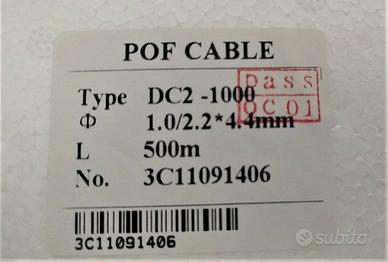 POF CABLE
Type DC2 -1000
Φ 1.0/2.2*4.4mm
L 500m
No. 3C11091406
pass
QC 01
3C11091406
subito